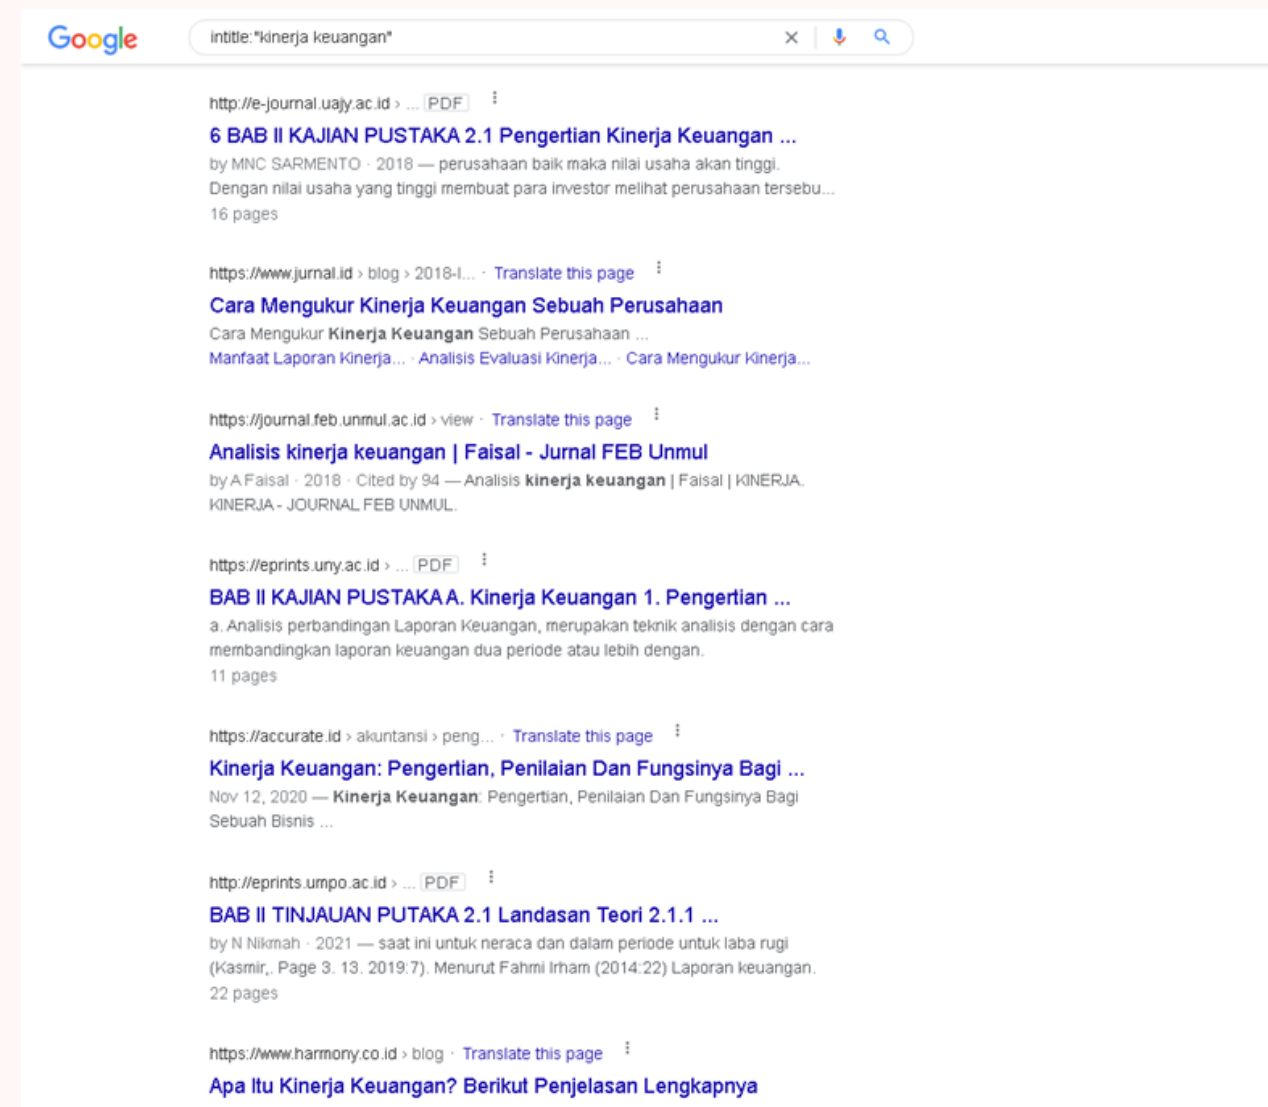 Google
intitle:"kinerja keuangan"
http://e-journal.uajy.ac.id › ... PDF
6 BAB II KAJIAN PUSTAKA 2.1 Pengertian Kinerja Keuangan ...
by MNC SARMENTO · 2018 — perusahaan baik maka nilai usaha akan tinggi.
Dengan nilai usaha yang tinggi membuat para investor melihat perusahaan tersebu...
16 pages
https://www.jurnal.id › blog › 2018-l... · Translate this page
Cara Mengukur Kinerja Keuangan Sebuah Perusahaan
Cara Mengukur Kinerja Keuangan Sebuah Perusahaan ...
Manfaat Laporan Kinerja... · Analisis Evaluasi Kinerja... · Cara Mengukur Kinerja...
https://journal.feb.unmul.ac.id › view · Translate this page
Analisis kinerja keuangan | Faisal - Jurnal FEB Unmul
by A Faisal · 2018 · Cited by 94 — Analisis kinerja keuangan | Faisal | KINERJA.
KINERJA - JOURNAL FEB UNMUL.
https://eprints.uny.ac.id › ... PDF
BAB II KAJIAN PUSTAKA A. Kinerja Keuangan 1. Pengertian ...
a. Analisis perbandingan Laporan Keuangan, merupakan teknik analisis dengan cara
membandingkan laporan keuangan dua periode atau lebih dengan.
11 pages
https://accurate.id › akuntansi › peng... · Translate this page
Kinerja Keuangan: Pengertian, Penilaian Dan Fungsinya Bagi ...
Nov 12, 2020 — Kinerja Keuangan: Pengertian, Penilaian Dan Fungsinya Bagi
Sebuah Bisnis ...
http://eprints.umpo.ac.id › ... PDF
BAB II TINJAUAN PUTAKA 2.1 Landasan Teori 2.1.1 ...
by N Nikmah · 2021 — saat ini untuk neraca dan dalam periode untuk laba rugi
(Kasmir,. Page 3. 13. 2019:7). Menurut Fahmi Irham (2014:22) Laporan keuangan.
22 pages
https://www.harmony.co.id › blog · Translate this page
Apa Itu Kinerja Keuangan? Berikut Penjelasan Lengkapnya